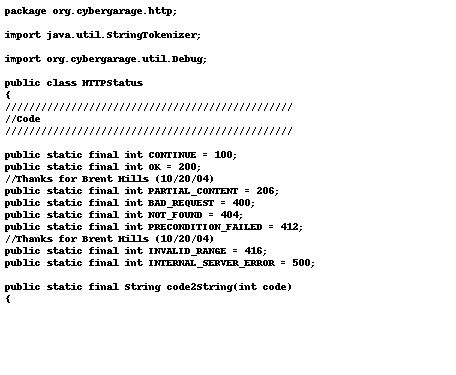 package org.cybergarage.http;
import java.util.StringTokenizer;
import org.cybergarage.util.Debug;
public class HTTPStatus
{
////////////////////////////////////////////////
//Code
////////////////////////////////////////////////
public static final int CONTINUE = 100;
public static final int OK = 200;
//Thanks for Brent Hills (10/20/04)
public static final int PARTIAL_CONTENT = 206;
public static final int BAD_REQUEST = 400;
public static final int NOT_FOUND = 404;
public static final int PRECONDITION_FAILED = 412;
//Thanks for Brent Hills (10/20/04)
public static final int INVALID_RANGE = 416;
public static final int INTERNAL_SERVER_ERROR = 500;
public static final String code2String(int code)
{